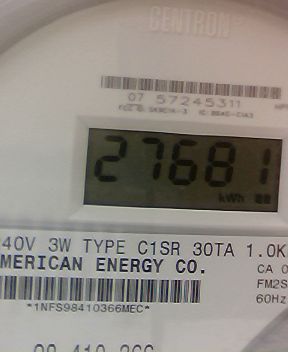 CENTRON
07 57245311
27681
kWh
40V 3W TYPE C1SR 30TA 1.0K
MERICAN ENERGY CO.
CA 0
FM2S
60Hz
*1NFS98410366MEC*